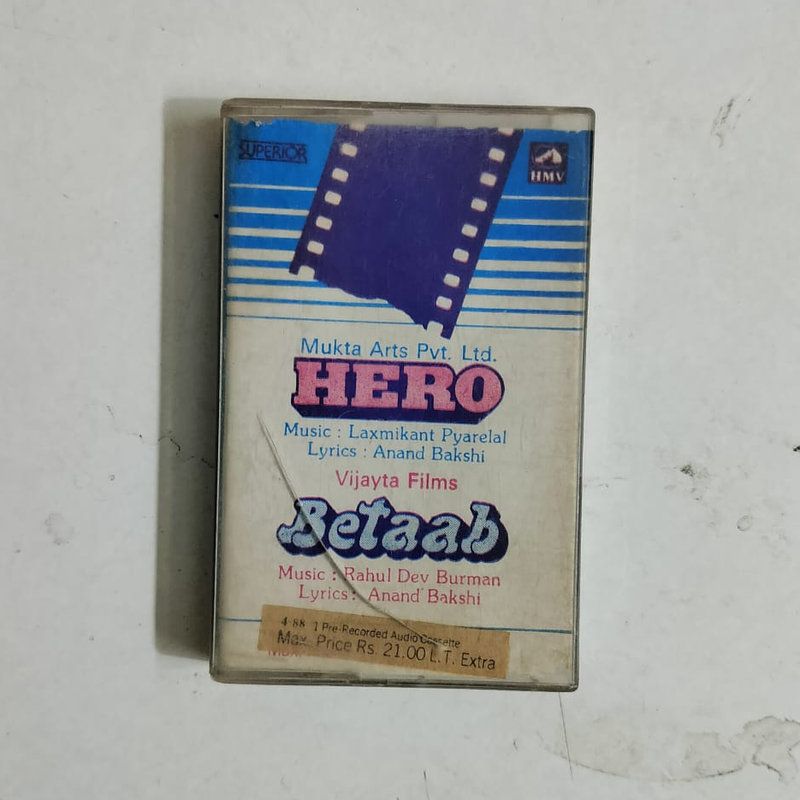 SUPERIOR
HMV
Mukta Arts Pvt. Ltd.
HERO
Music : Laxmikant Pyarelal
Lyrics : Anand Bakshi
Vijayta Films
Betaab
Music : Rahul Dev Burman
Lyrics : Anand Bakshi
4-88 1 Pre-Recorded Audio Cassette
Max. Price Rs. 21.00 L.T. Extra